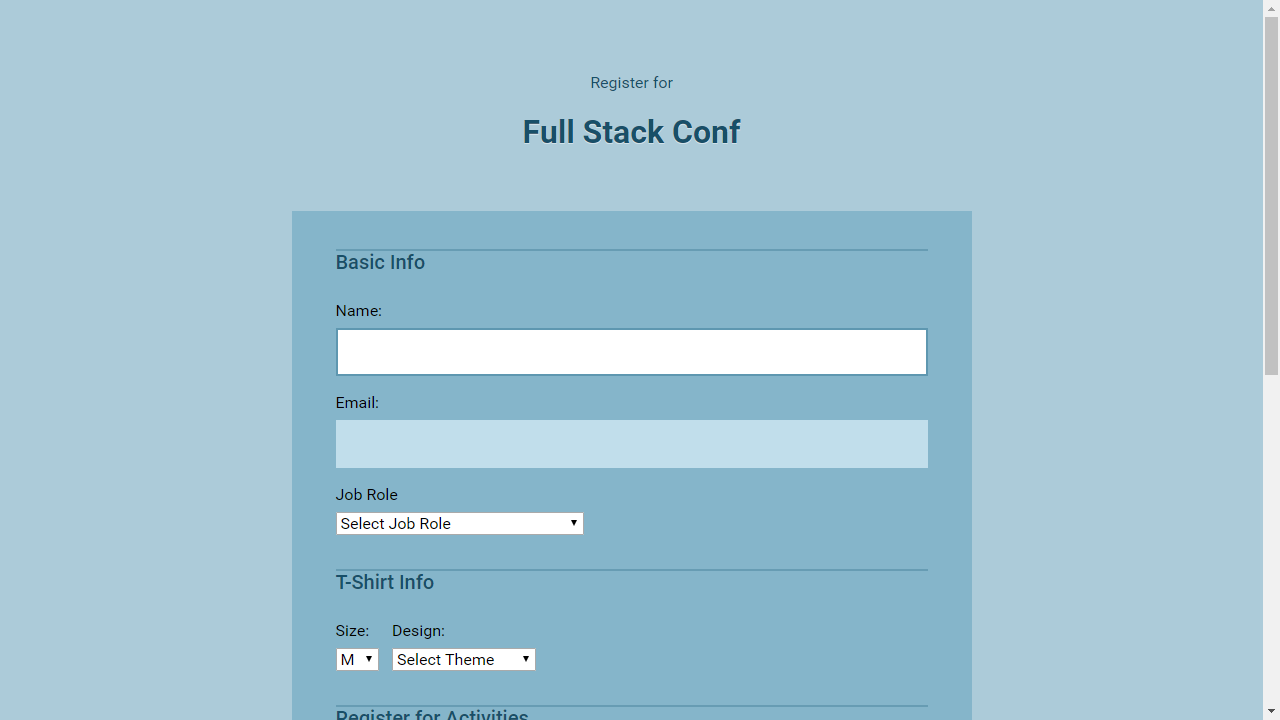 Register for
Full Stack Conf
Basic Info
Name:
Email:
Job Role
Select Job Role
T-Shirt Info
Size: Design:
M Select Theme
Register for Activities